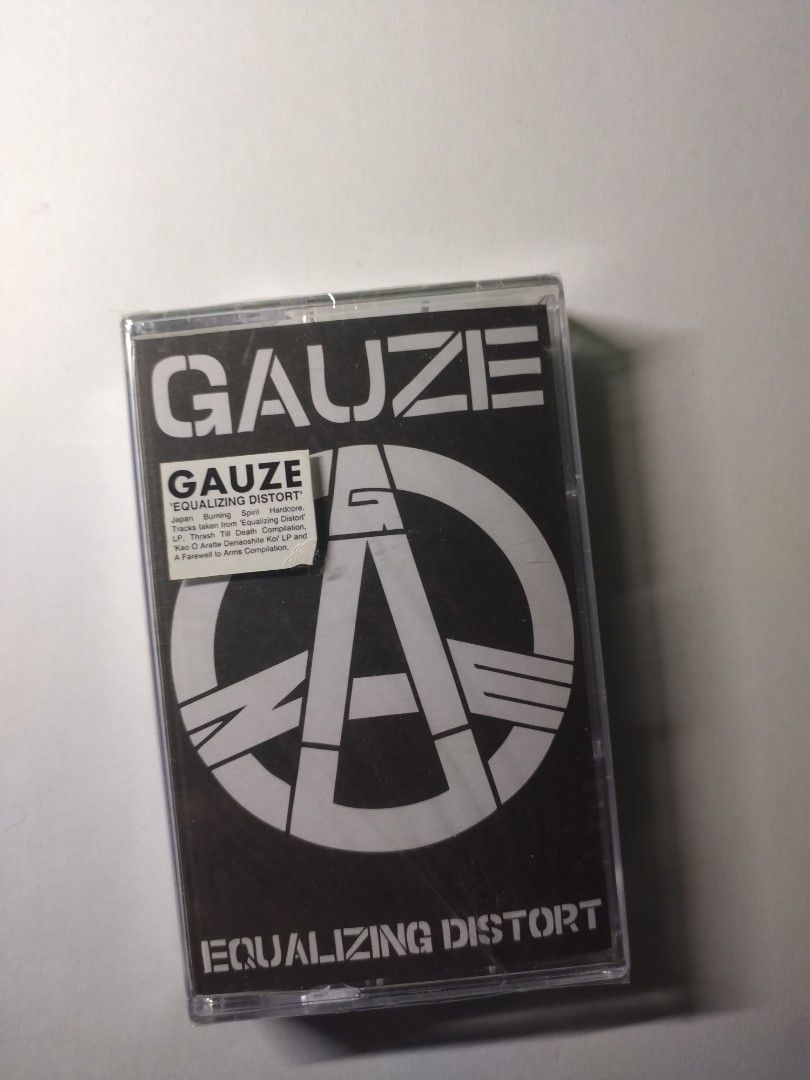 GAUZE
GAUZE
'EQUALIZING DISTORT'
Japan Burning Spirit Hardcore,
Tracks taken from 'Equalizing Distort'
LP, Thrash Till Death Compilation,
'Kao O Aratte Denaoshite Koi' LP and
A Farewell to Arms Compilation.
G
A
Z
E
U
EQUALIZING DISTORT